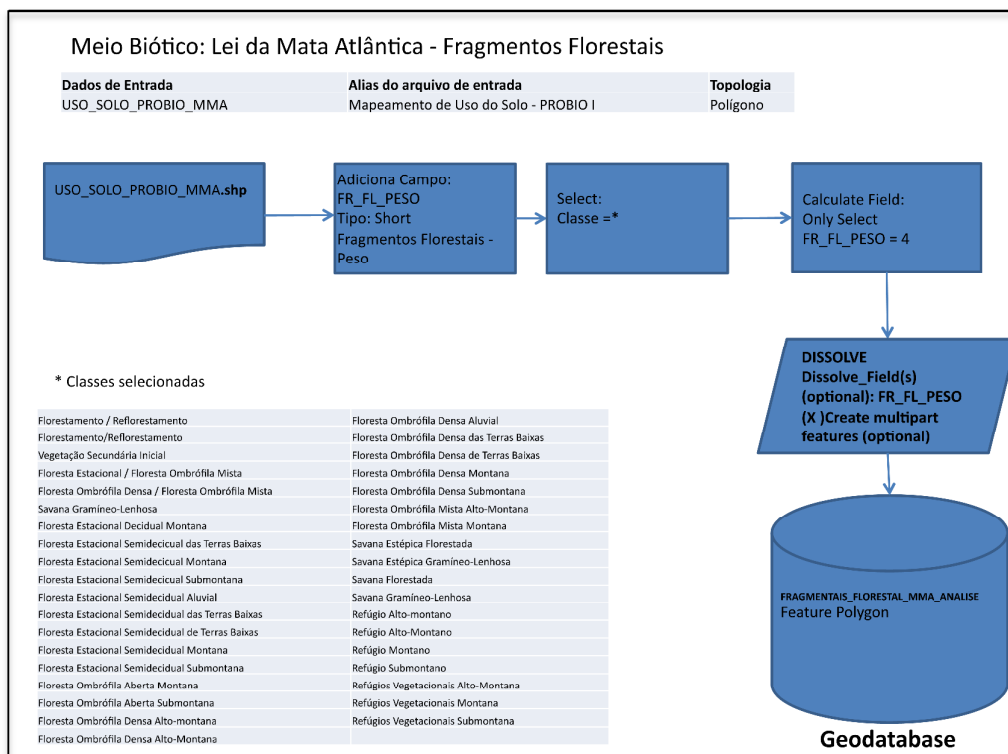 Meio Biótico: Lei da Mata Atlântica - Fragmentos Florestais
Dados de Entrada Alias do arquivo de entrada Topologia
USO_SOLO_PROBIO_MMA Mapeamento de Uso do Solo - PROBIO I Polígono
USO_SOLO_PROBIO_MMA.shp
Adiciona Campo:
FR_FL_PESO
Tipo: Short
Fragmentos Florestais -
Peso
Select:
Classe =*
Calculate Field:
Only Select
FR_FL_PESO = 4
DISSOLVE
Dissolve_Field(s)
(optional): FR_FL_PESO
(X )Create multipart
features (optional)
FRAGMENTAIS_FLORESTAL_MMA_ANALISE
Feature Polygon
Geodatabase
* Classes selecionadas
Florestamento / Reflorestamento Floresta Ombrófila Densa Aluvial
Florestamento/Reflorestamento Floresta Ombrófila Densa das Terras Baixas
Vegetação Secundária Inicial Floresta Ombrófila Densa de Terras Baixas
Floresta Estacional / Floresta Ombrófila Mista Floresta Ombrófila Densa Montana
Floresta Ombrófila Densa / Floresta Ombrófila Mista Floresta Ombrófila Densa Submontana
Savana Gramíneo-Lenhosa Floresta Ombrófila Mista Alto-Montana
Floresta Estacional Decidual Montana Floresta Ombrófila Mista Montana
Floresta Estacional Semidecicual das Terras Baixas Savana Estépica Florestada
Floresta Estacional Semidecicual Montana Savana Estépica Gramíneo-Lenhosa
Floresta Estacional Semidecicual Submontana Savana Florestada
Floresta Estacional Semidecidual Aluvial Savana Gramíneo-Lenhosa
Floresta Estacional Semidecidual das Terras Baixas Refúgio Alto-montano
Floresta Estacional Semidecidual de Terras Baixas Refúgio Alto-Montano
Floresta Estacional Semidecidual Montana Refúgio Montano
Floresta Estacional Semidecidual Submontana Refúgio Submontano
Floresta Ombrófila Aberta Montana Refúgios Vegetacionais Alto-Montana
Floresta Ombrófila Aberta Submontana Refúgios Vegetacionais Montana
Floresta Ombrófila Densa Alto-montana Refúgios Vegetacionais Submontana
Floresta Ombrófila Densa Alto-Montana